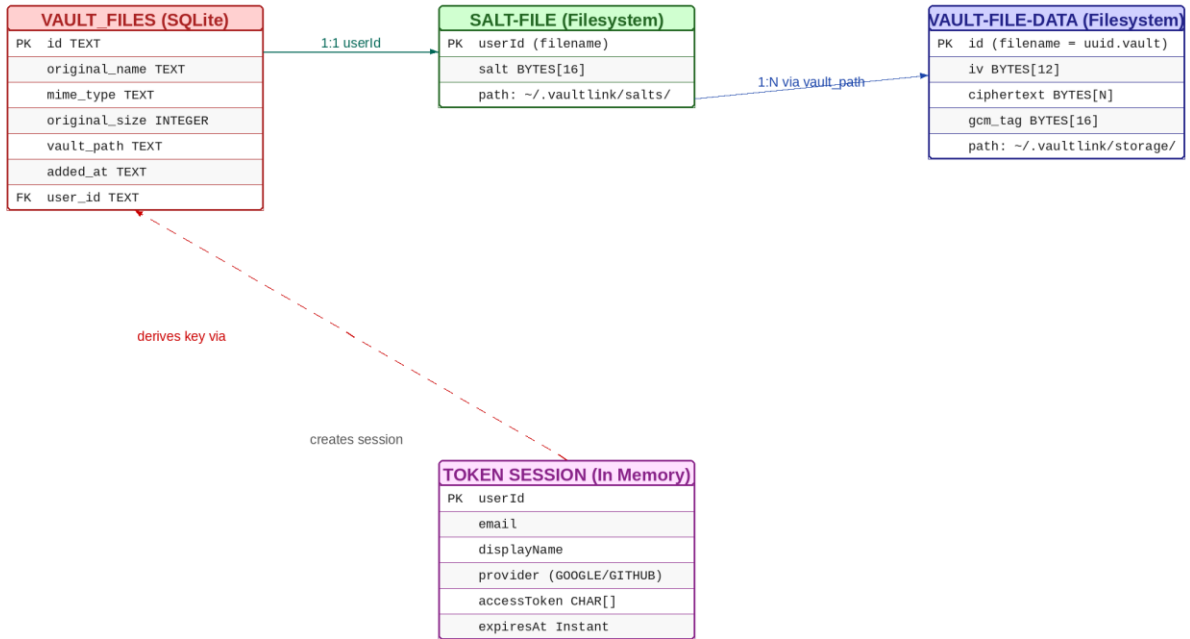 VAULT_FILES (SQLite)
PK id TEXT
original_name TEXT
mime_type TEXT
original_size INTEGER
vault_path TEXT
added_at TEXT
FK user_id TEXT
1:1 userId
SALT-FILE (Filesystem)
PK userId (filename)
salt BYTES[16]
path: ~/.vaultlink/salts/
1:N via vault_path
VAULT-FILE-DATA (Filesystem)
PK id (filename = uuid.vault)
iv BYTES[12]
ciphertext BYTES[N]
gcm_tag BYTES[16]
path: ~/.vaultlink/storage/
derives key via
creates session
TOKEN SESSION (In Memory)
PK userId
email
displayName
provider (GOOGLE/GITHUB)
accessToken CHAR[]
expiresAt Instant